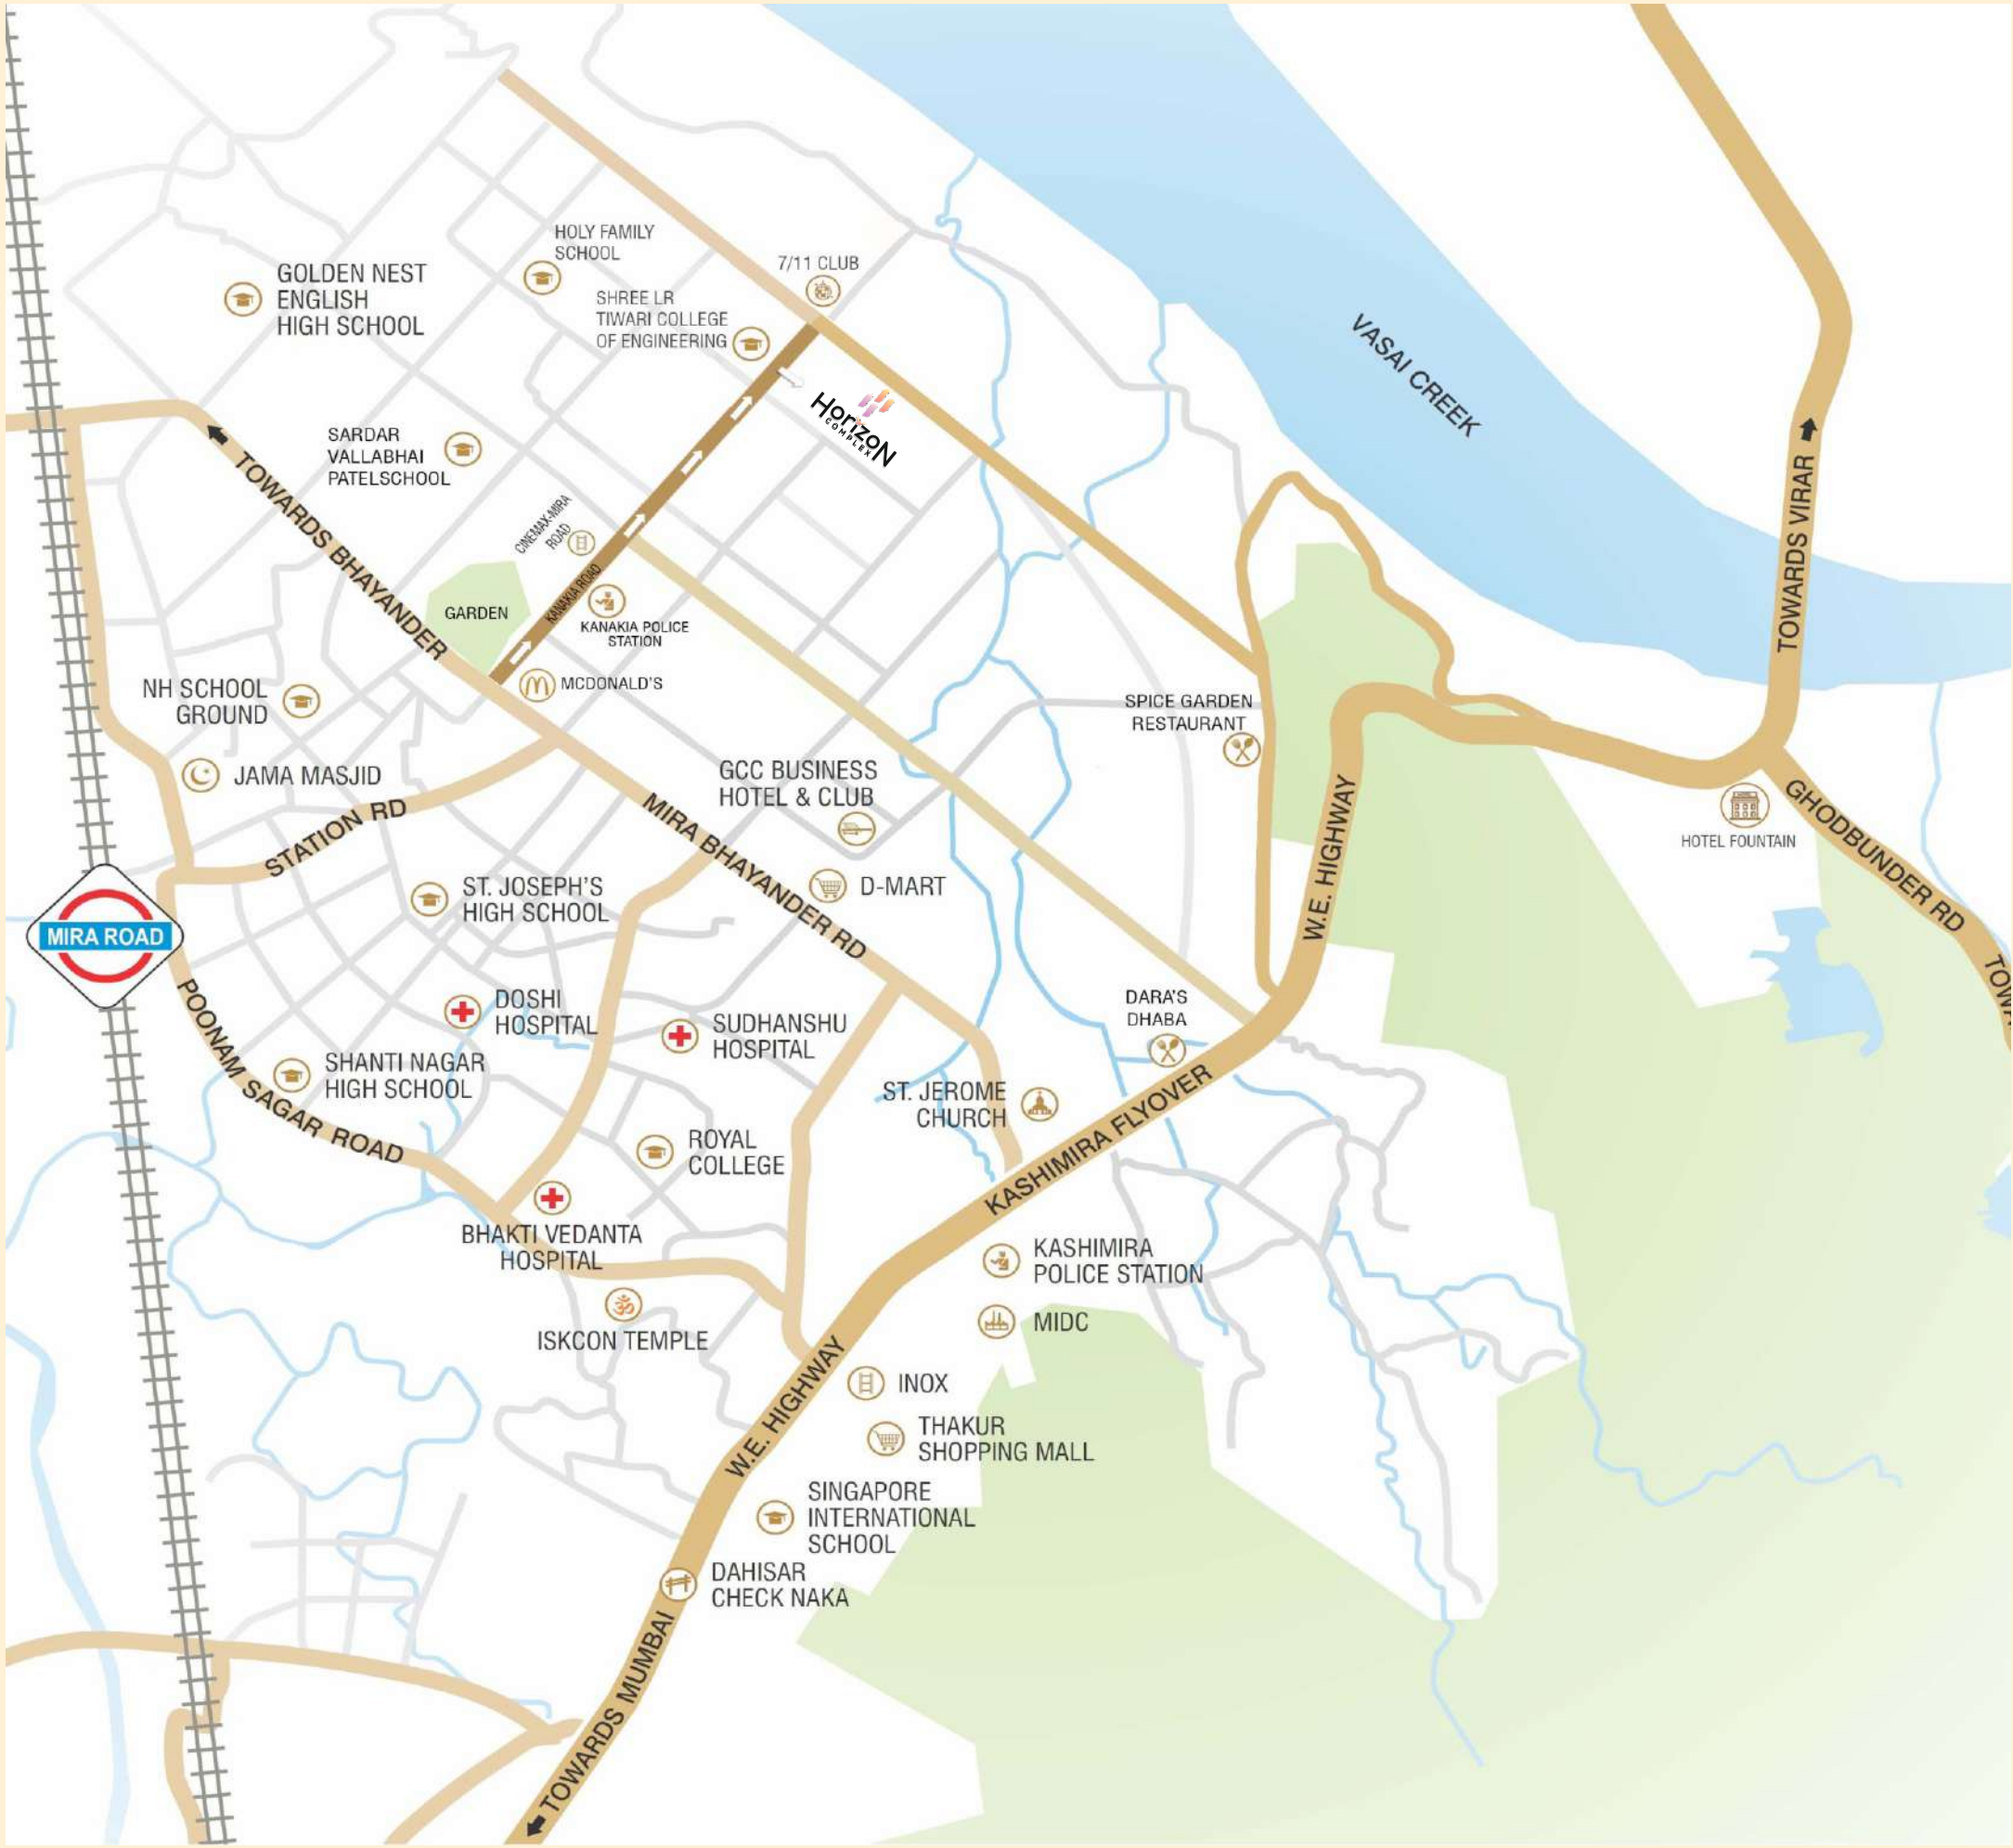 HOLY FAMILY
SCHOOL
7/11 CLUB
GOLDEN NEST
ENGLISH
HIGH SCHOOL
SHREE LR
TIWARI COLLEGE
OF ENGINEERING
HorizoN
COMPLEX
VASAI CREEK
SARDAR
VALLABHAI
PATELSCHOOL
TOWARDS BHAYANDER
CINEMAX-MIRA
ROAD
KANAKIA ROAD
TOWARDS VIRAR
GARDEN
KANAKIA POLICE
STATION
MCDONALD'S
NH SCHOOL
GROUND
SPICE GARDEN
RESTAURANT
JAMA MASJID
GCC BUSINESS
HOTEL & CLUB
STATION RD
MIRA BHAYANDER RD
W.E. HIGHWAY
HOTEL FOUNTAIN
GHODBUNDER RD
D-MART
ST. JOSEPH'S
HIGH SCHOOL
MIRA ROAD
TOWA
DOSHI
HOSPITAL
SUDHANSHU
HOSPITAL
DARA'S
DHABA
POONAM SAGAR ROAD
SHANTI NAGAR
HIGH SCHOOL
ST. JEROME
CHURCH
KASHIMIRA FLYOVER
ROYAL
COLLEGE
BHAKTI VEDANTA
HOSPITAL
KASHIMIRA
POLICE STATION
ISKCON TEMPLE
MIDC
W.E. HIGHWAY
INOX
THAKUR
SHOPPING MALL
SINGAPORE
INTERNATIONAL
SCHOOL
DAHISAR
CHECK NAKA
TOWARDS MUMBAI